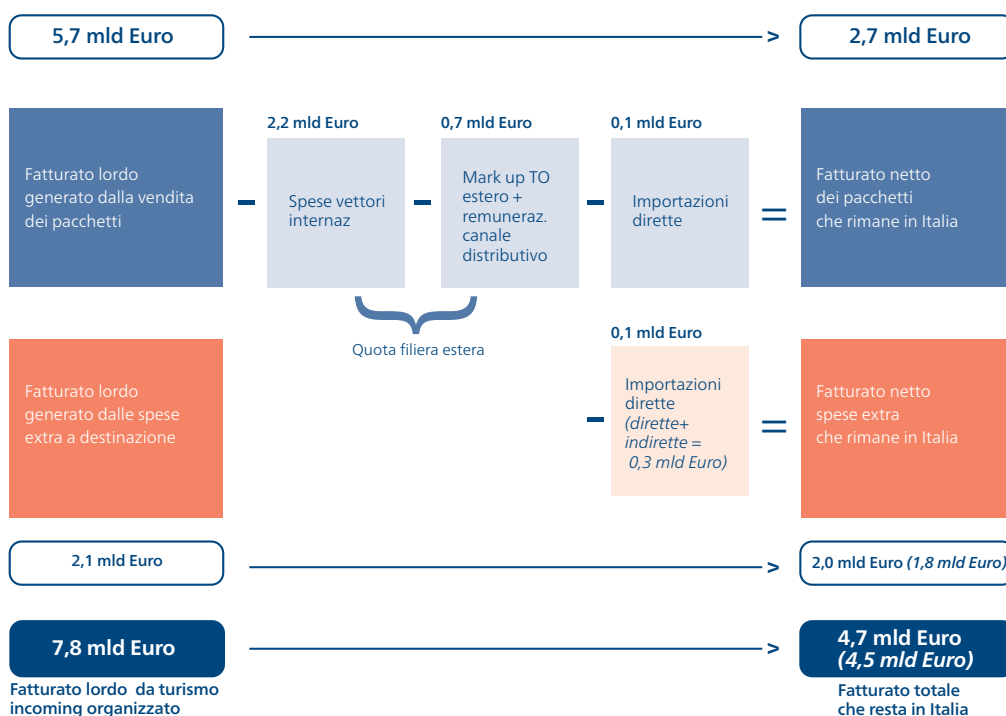 5,7 mld Euro
>
2,7 mld Euro
2,2 mld Euro
0,7 mld Euro
0,1 mld Euro
Fatturato lordo
generato dalla vendita
dei pacchetti
-
Spese vettori
internaz
-
Mark up TO
estero +
remuneraz.
canale
distributivo
-
Importazioni
dirette
=
Fatturato netto
dei pacchetti
che rimane in Italia
Quota filiera estera
0,1 mld Euro
Fatturato lordo
generato dalle spese
extra a destinazione
-
Importazioni
dirette
(dirette+
indirette =
0,3 mld Euro)
=
Fatturato netto
spese extra
che rimane in Italia
2,1 mld Euro
>
2,0 mld Euro (1,8 mld Euro)
7,8 mld Euro
>
4,7 mld Euro
(4,5 mld Euro)
Fatturato lordo da turismo
incoming organizzato
Fatturato totale
che resta in Italia